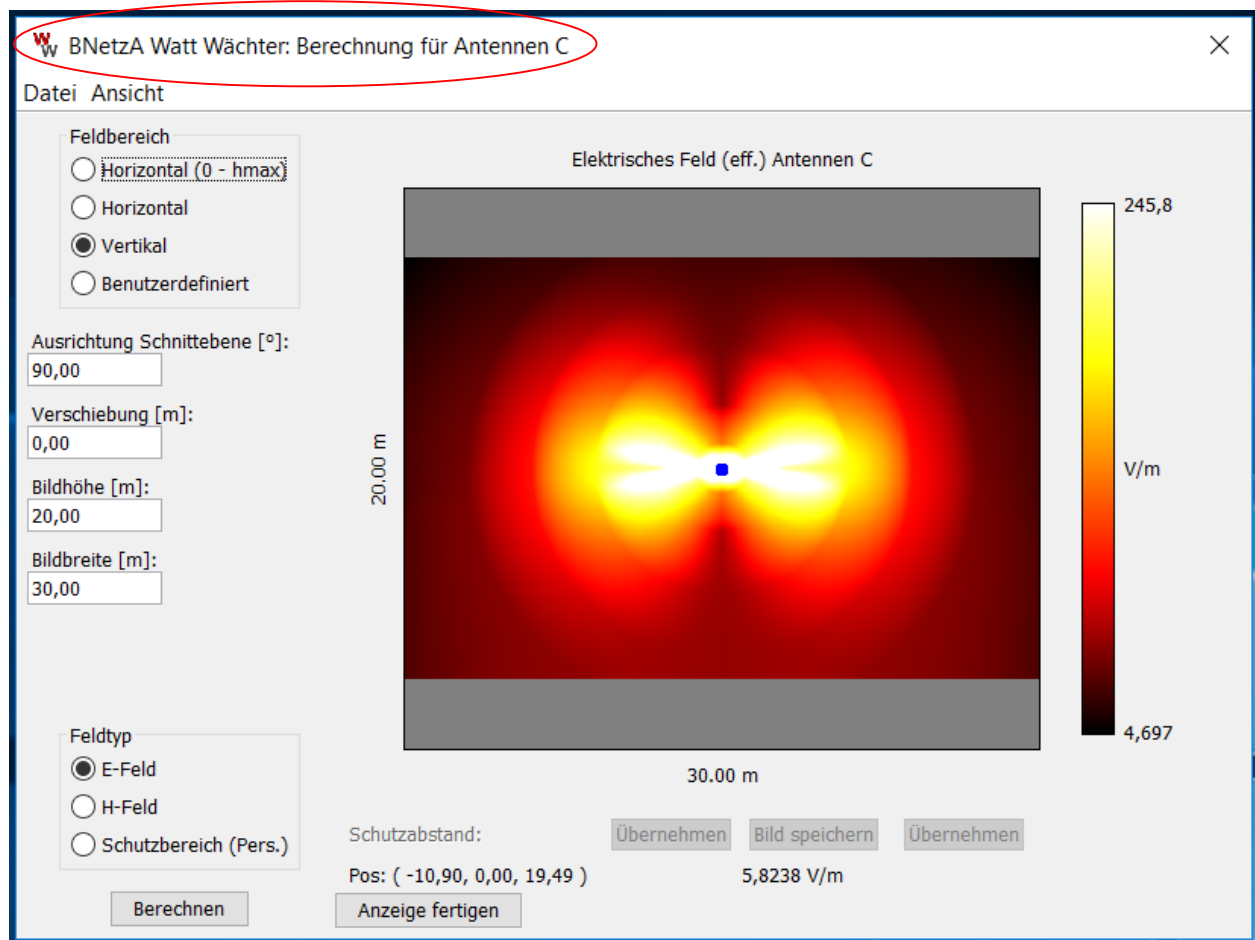 BNetzA Watt Wächter: Berechnung für Antennen C
Datei Ansicht
Feldbereich
Horizontal (0 - hmax)
Horizontal
Vertikal
Benutzerdefiniert
Ausrichtung Schnittebene [°]:
90,00
Verschiebung [m]:
0,00
Bildhöhe [m]:
20,00
Bildbreite [m]:
30,00
Feldtyp
E-Feld
H-Feld
Schutzbereich (Pers.)
Berechnen
Elektrisches Feld (eff.) Antennen C
20.00 m
30.00 m
245,8
V/m
4,697
Schutzabstand: Übernehmen Bild speichern Übernehmen
Pos: ( -10,90, 0,00, 19,49 ) 5,8238 V/m
Anzeige fertigen